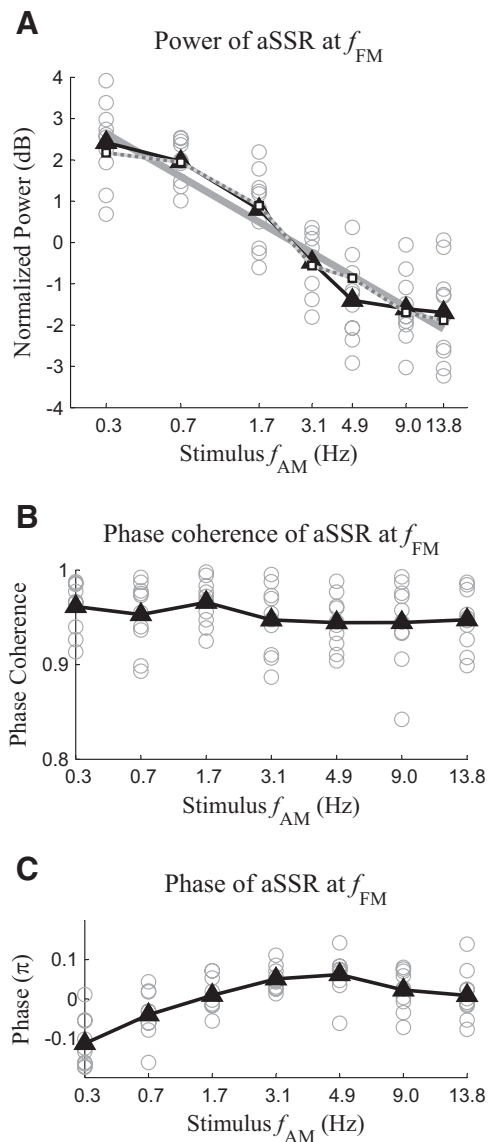 A
Power of aSSR at fFM
Normalized Power (dB)
4
3
2
1
0
-1
-2
-3
-4
0.3 0.7 1.7 3.1 4.9 9.0 13.8
Stimulus fAM (Hz)
B
Phase coherence of aSSR at fFM
Phase Coherence
1
0.9
0.8
0.3 0.7 1.7 3.1 4.9 9.0 13.8
Stimulus fAM (Hz)
C
Phase of aSSR at fFM
Phase (π)
0.1
0
-0.1
0.3 0.7 1.7 3.1 4.9 9.0 13.8
Stimulus fAM (Hz)